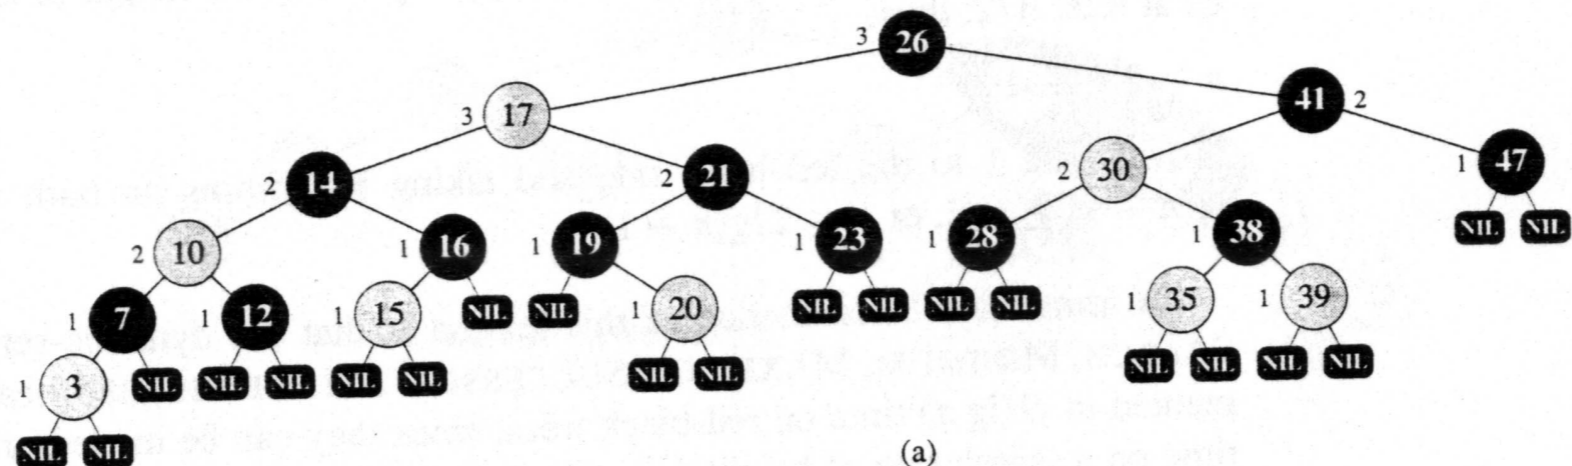 3 26
3 17
41 2
2 14
2 21
2 30
1 47
2 10
1 16
1 19
1 23
1 28
1 38
NIL NIL
1 7
1 12
1 15
NIL
NIL
1 20
NIL NIL
NIL NIL
1 35
1 39
1 3
NIL
NIL NIL
NIL NIL
NIL NIL
NIL NIL
NIL NIL
NIL NIL
(a)